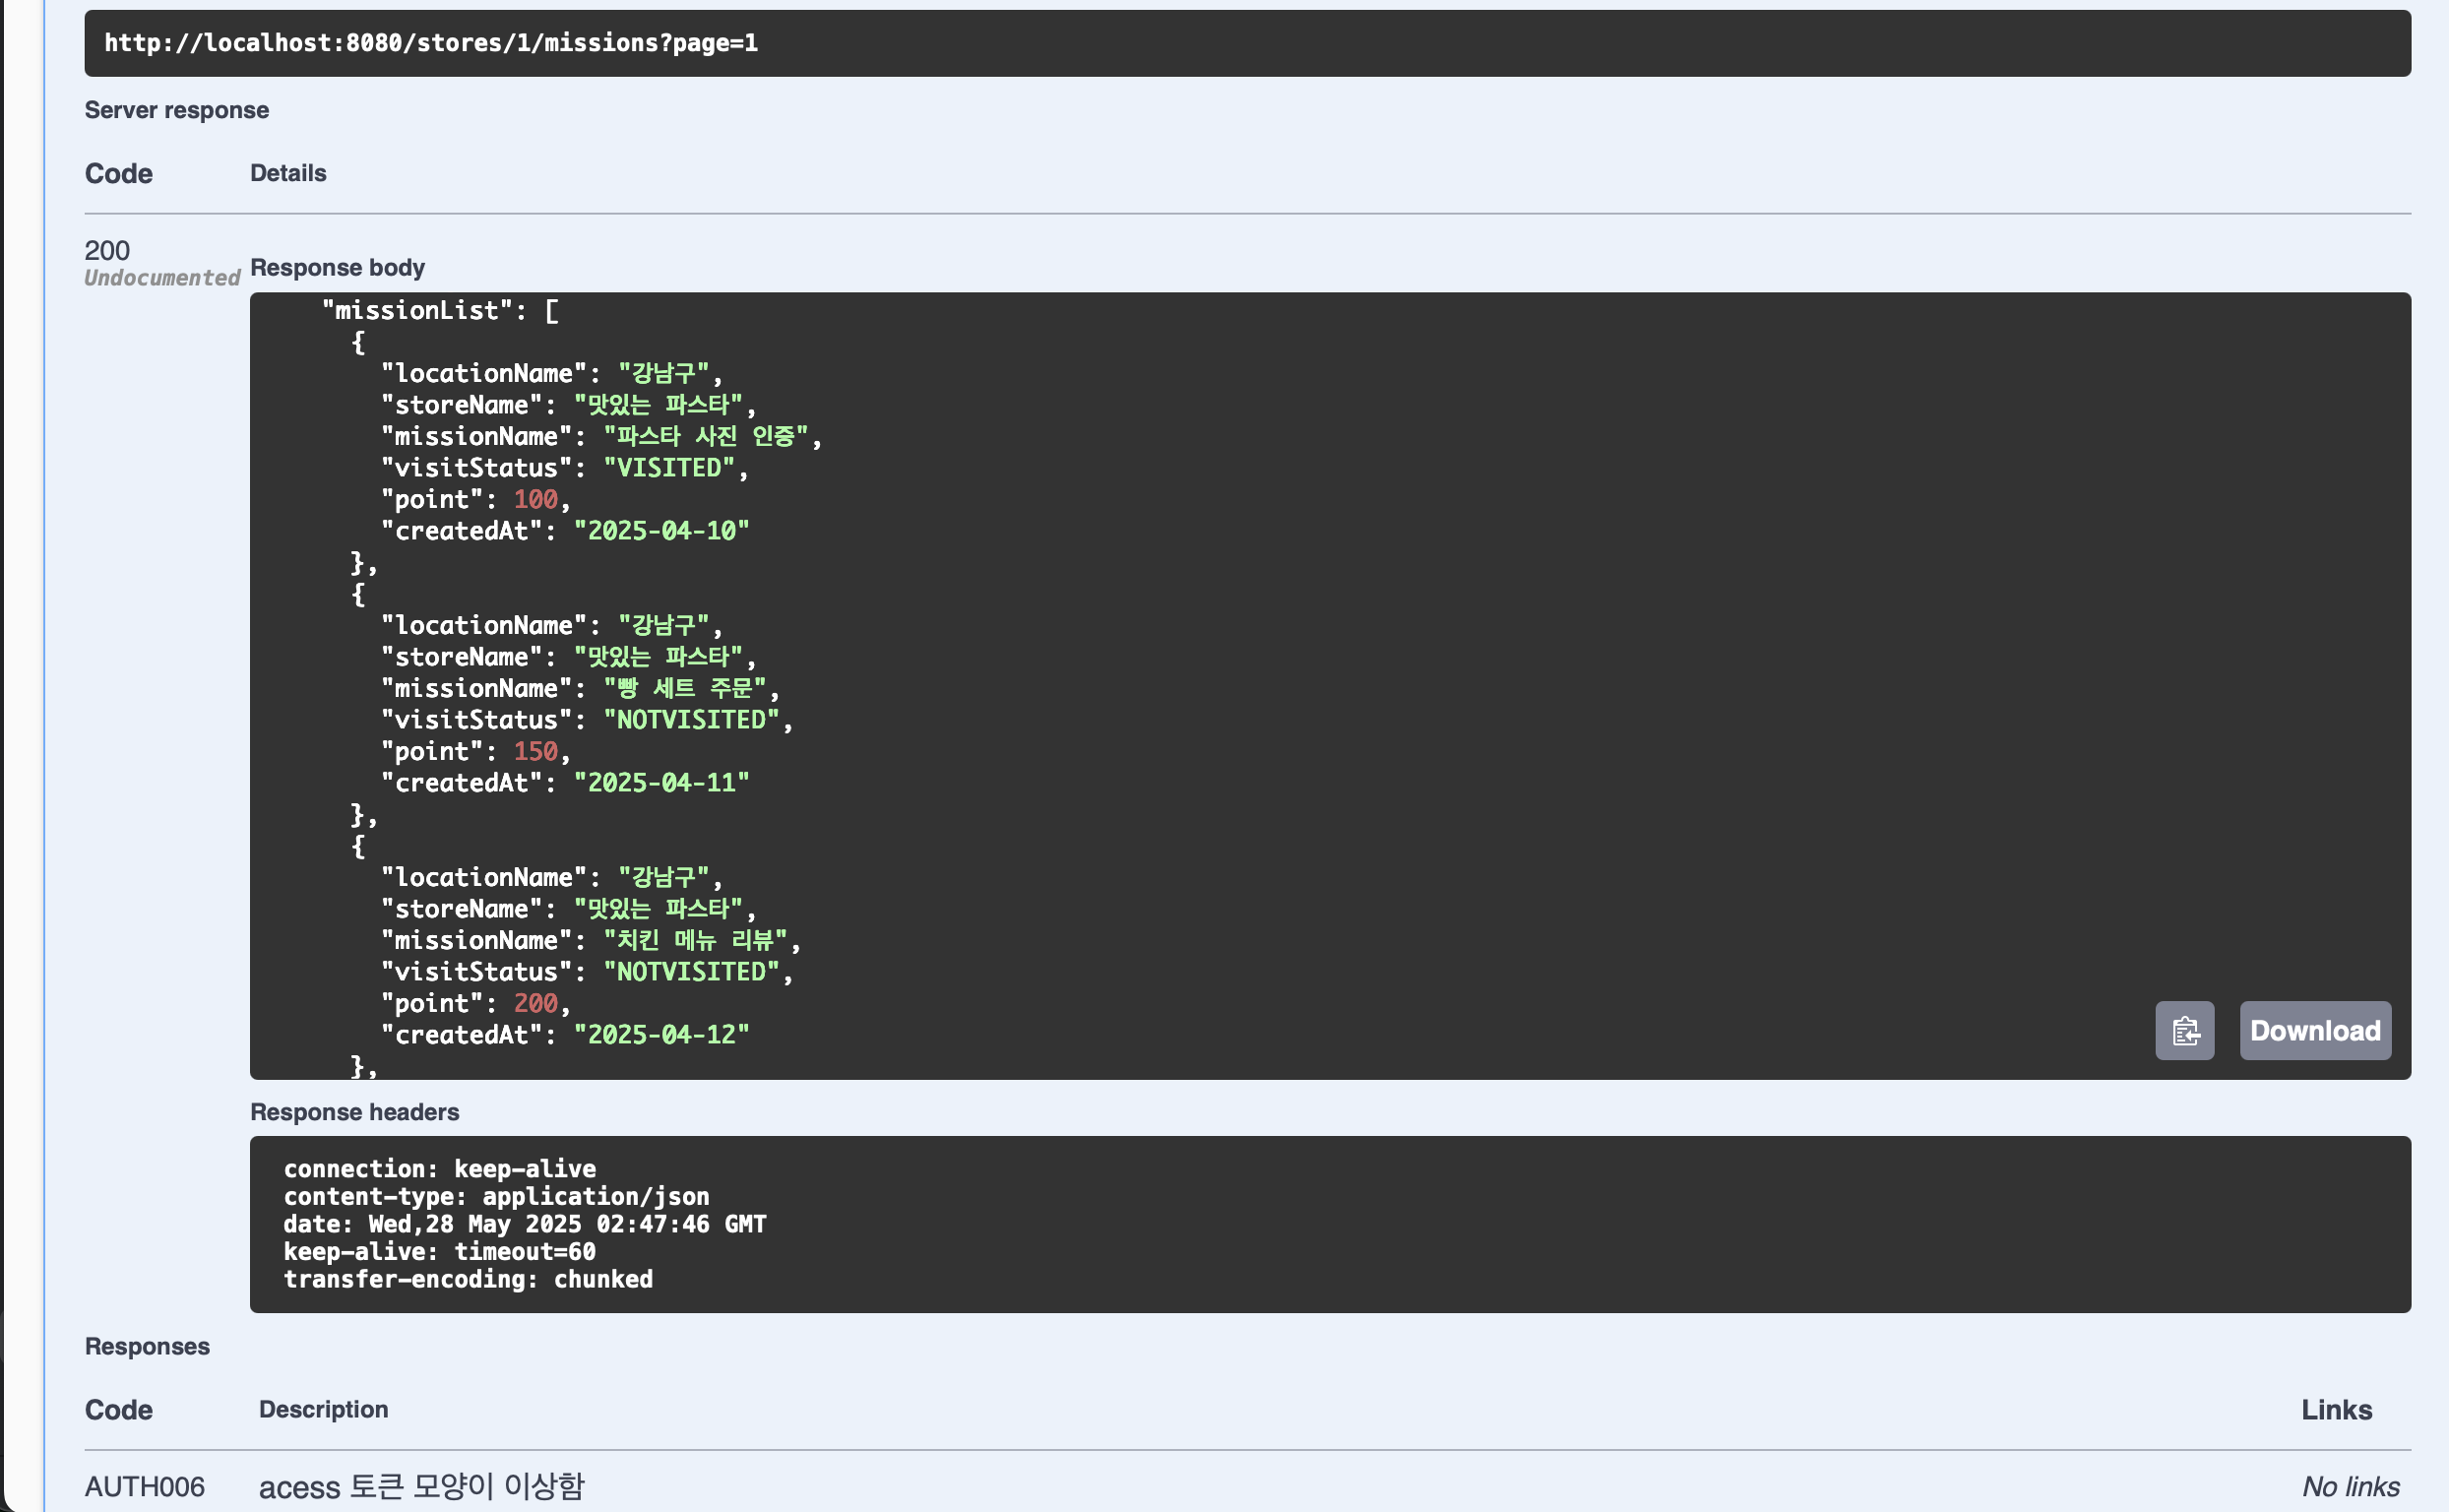 http://localhost:8080/stores/1/missions?page=1
Server response
Code Details
200
Undocumented
Response body
"missionList": [
{
"locationName": "강남구",
"storeName": "맛있는 파스타",
"missionName": "파스타 사진 인증",
"visitStatus": "VISITED",
"point": 100,
"createdAt": "2025-04-10"
},
{
"locationName": "강남구",
"storeName": "맛있는 파스타",
"missionName": "빵 세트 주문",
"visitStatus": "NOTVISITED",
"point": 150,
"createdAt": "2025-04-11"
},
{
"locationName": "강남구",
"storeName": "맛있는 파스타",
"missionName": "치킨 메뉴 리뷰",
"visitStatus": "NOTVISITED",
"point": 200,
"createdAt": "2025-04-12"
},
Download
Response headers
connection: keep-alive
content-type: application/json
date: Wed,28 May 2025 02:47:46 GMT
keep-alive: timeout=60
transfer-encoding: chunked
Responses
Code Description Links
AUTH006 acess 토큰 모양이 이상함 No links